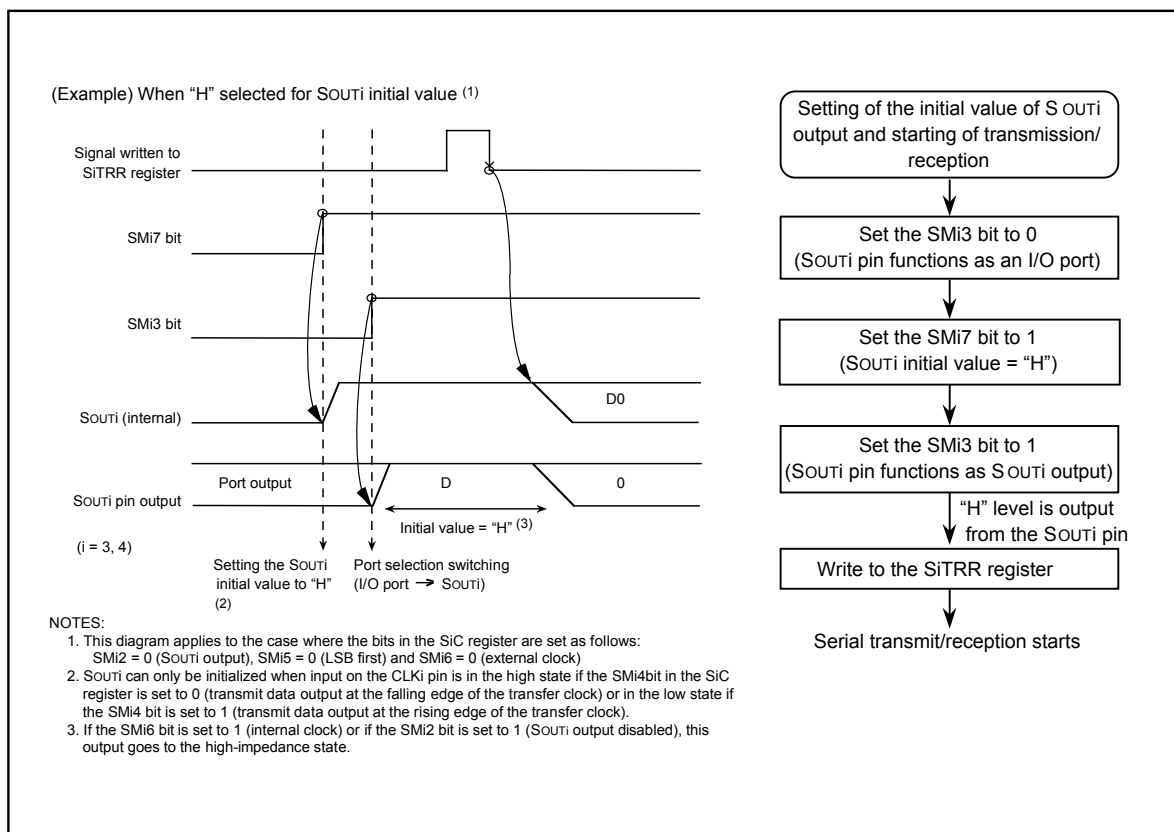 (Example) When “H” selected for SOUTi initial value (1)
Signal written to
SiTRR register
SMi7 bit
SMi3 bit
SOUTi (internal)
D0
SOUTi pin output
Port output
D
0
Initial value = “H” (3)
(i = 3, 4)
Setting the SOUTi
initial value to “H”
(2)
Port selection switching
(I/O port → SOUTi)
NOTES:
1. This diagram applies to the case where the bits in the SiC register are set as follows:
SMi2 = 0 (SOUTi output), SMi5 = 0 (LSB first) and SMi6 = 0 (external clock)
2. SOUTi can only be initialized when input on the CLKi pin is in the high state if the SMi4bit in the SiC
register is set to 0 (transmit data output at the falling edge of the transfer clock) or in the low state if
the SMi4 bit is set to 1 (transmit data output at the rising edge of the transfer clock).
3. If the SMi6 bit is set to 1 (internal clock) or if the SMi2 bit is set to 1 (SOUTi output disabled), this
output goes to the high-impedance state.
Setting of the initial value of S OUTi
output and starting of transmission/
reception
Set the SMi3 bit to 0
(SOUTi pin functions as an I/O port)
Set the SMi7 bit to 1
(SOUTi initial value = “H”)
Set the SMi3 bit to 1
(SOUTi pin functions as S OUTi output)
“H” level is output
from the SOUTi pin
Write to the SiTRR register
Serial transmit/reception starts